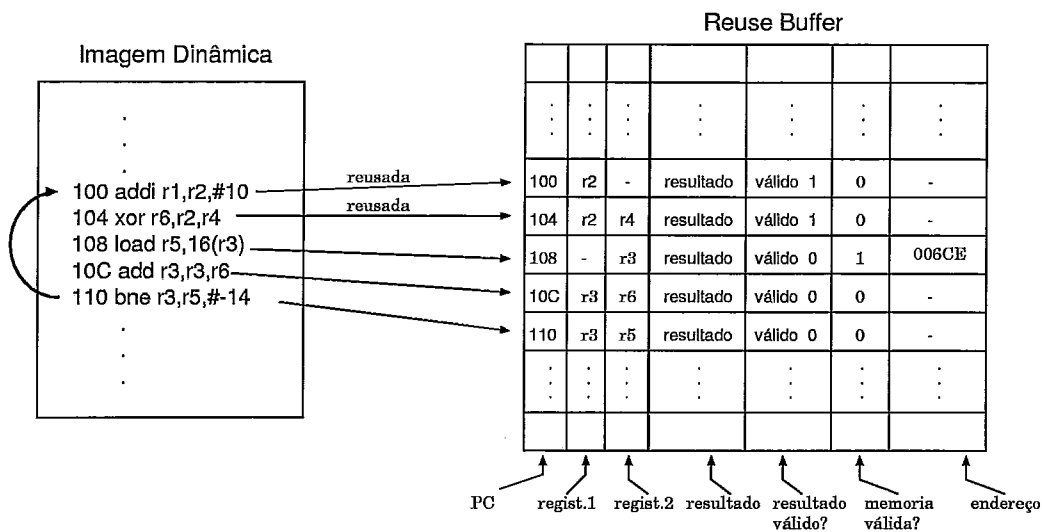 Reuse Buffer
Imagem Dinâmica
100 addi r1,r2,#10
104 xor r6,r2,r4
108 load r5,16(r3)
10C add r3,r3,r6
110 bne r3,r5,#-14
reusada
reusada
100 r2 - resultado válido 1 0 -
104 r2 r4 resultado válido 1 0 -
108 - r3 resultado válido 0 1 006CE
10C r3 r6 resultado válido 0 0 -
110 r3 r5 resultado válido 0 0 -
PC regist.1 regist.2 resultado resultado válido? memoria válida? endereço